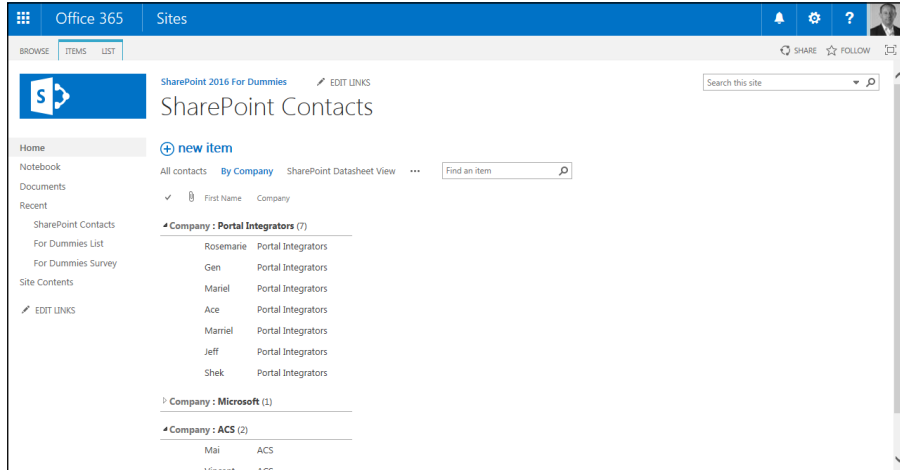 Office 365 Sites ?
BROWSE ITEMS LIST SHARE FOLLOW
S
SharePoint 2016 For Dummies EDIT LINKS
Search this site
SharePoint Contacts
Home
Notebook
Documents
Recent
SharePoint Contacts
For Dummies List
For Dummies Survey
Site Contents
EDIT LINKS
new item
All contacts By Company SharePoint Datasheet View ...
Find an item
First Name Company
Company : Portal Integrators (7)
Rosemarie Portal Integrators
Gen Portal Integrators
Mariel Portal Integrators
Ace Portal Integrators
Marriel Portal Integrators
Jeff Portal Integrators
Shek Portal Integrators
Company : Microsoft (1)
Company : ACS (2)
Mai ACS